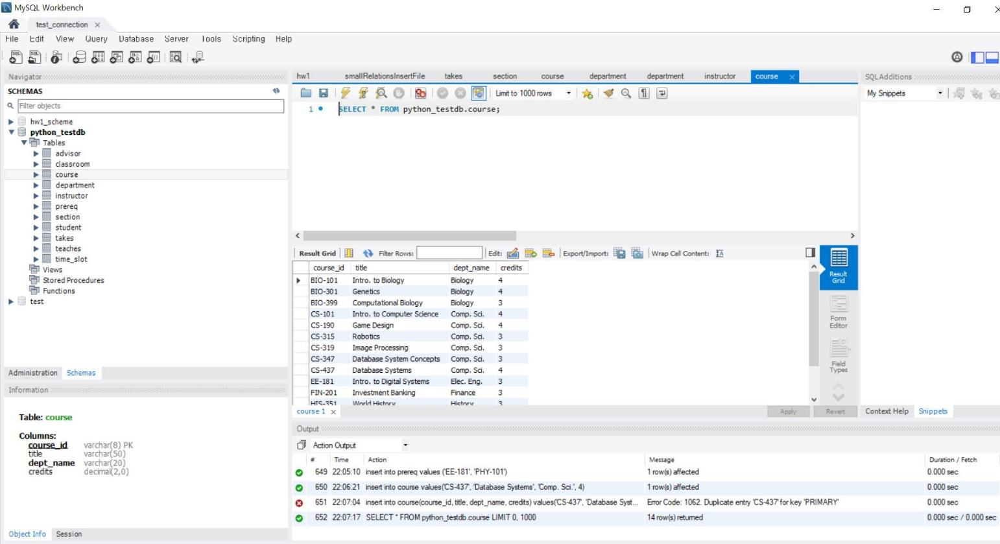 MySQL Workbench
test_connection
File Edit View Query Database Server Tools Scripting Help
Navigator
SCHEMAS
Filter objects
hw1_scheme
python_testdb
Tables
advisor
classroom
course
department
instructor
prereq
section
student
takes
teaches
time_slot
Views
Stored Procedures
Functions
test
Administration Schemas
Information
Table: course
Columns:
course_id varchar(8) PK
title varchar(50)
dept_name varchar(20)
credits decimal(2,0)
Object Info Session
hw1 smallRelationsInsertFile takes section course department department instructor course
Limit to 1000 rows
1 SELECT * FROM python_testdb.course;
Result Grid Filter Rows: Edit: Export/Import: Wrap Cell Content:
course_id title dept_name credits
BIO-101 Intro. to Biology Biology 4
BIO-301 Genetics Biology 4
BIO-399 Computational Biology Biology 3
CS-101 Intro. to Computer Science Comp. Sci. 4
CS-190 Game Design Comp. Sci. 4
CS-315 Robotics Comp. Sci. 3
CS-319 Image Processing Comp. Sci. 3
CS-347 Database System Concepts Comp. Sci. 3
CS-437 Database Systems Comp. Sci. 4
EE-181 Intro. to Digital Systems Elec. Eng. 3
FIN-201 Investment Banking Finance 3
HIS-351 World History History 3
Result
Grid
Form
Editor
Field
Types
course 1 Apply Revert
SQLAdditions
My Snippets
Context Help Snippets
Output
Action Output
# Time Action Message Duration / Fetch
649 22:05:10 insert into prereq values ('EE-181', 'PHY-101') 1 row(s) affected 0.000 sec
650 22:06:21 insert into course values('CS-437', 'Database Systems', 'Comp. Sci.', 4) 1 row(s) affected 0.000 sec
651 22:07:04 insert into course(course_id, title, dept_name, credits) values('CS-437', 'Database Syst... Error Code: 1062. Duplicate entry 'CS-437' for key 'PRIMARY' 0.000 sec
652 22:07:17 SELECT * FROM python_testdb.course LIMIT 0, 1000 14 row(s) returned 0.000 sec / 0.000 sec